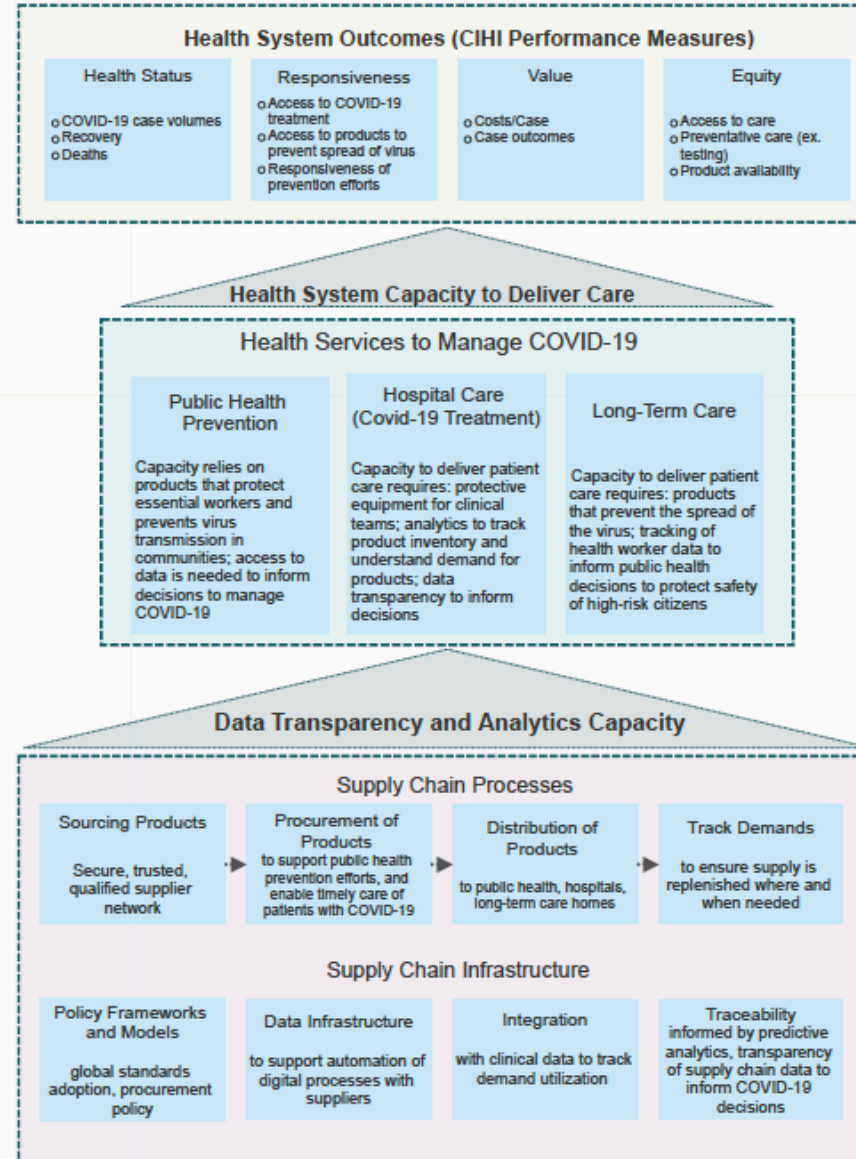 Health System Outcomes (CIHI Performance Measures)
Health Status
o COVID-19 case volumes
o Recovery
o Deaths
Responsiveness
o Access to COVID-19
treatment
o Access to products to
prevent spread of virus
o Responsiveness of
prevention efforts
Value
o Costs/Case
o Case outcomes
Equity
o Access to care
o Preventative care (ex.
testing)
o Product availability
Health System Capacity to Deliver Care
Health Services to Manage COVID-19
Public Health
Prevention
Capacity relies on
products that protect
essential workers and
prevents virus
transmission in
communities; access to
data is needed to inform
decisions to manage
COVID-19
Hospital Care
(Covid-19 Treatment)
Capacity to deliver patient
care requires: protective
equipment for clinical
teams; analytics to track
product inventory and
understand demand for
products; data
transparency to inform
decisions
Long-Term Care
Capacity to deliver patient
care requires: products
that prevent the spread of
the virus; tracking of
health worker data to
inform public health
decisions to protect safety
of high-risk citizens
Data Transparency and Analytics Capacity
Supply Chain Processes
Sourcing Products
Secure, trusted,
qualified supplier
network
Procurement of
Products
to support public health
prevention efforts, and
enable timely care of
patients with COVID-19
Distribution of
Products
to public health, hospitals,
long-term care homes
Track Demands
to ensure supply is
replenished where and
when needed
Supply Chain Infrastructure
Policy Frameworks
and Models
global standards
adoption, procurement
policy
Data Infrastructure
to support automation of
digital processes with
suppliers
Integration
with clinical data to track
demand utilization
Traceability
informed by predictive
analytics, transparency
of supply chain data to
inform COVID-19
decisions